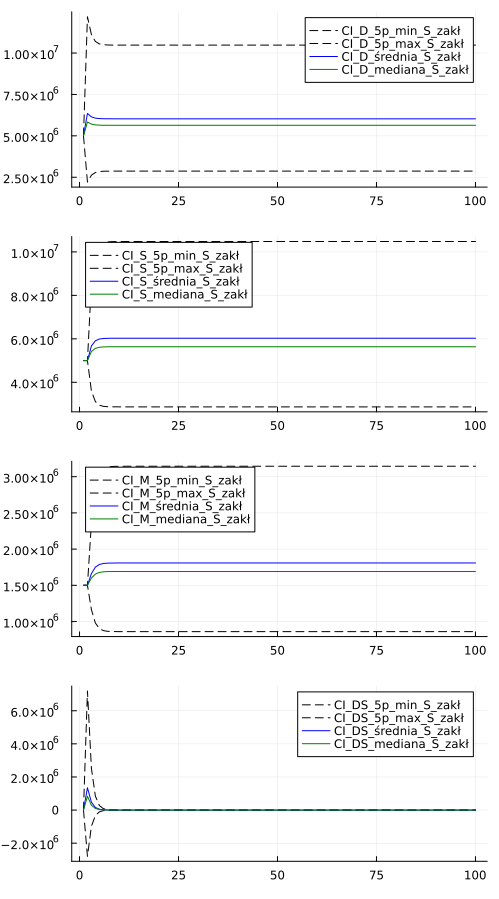 1.00×10⁷
7.50×10⁶
5.00×10⁶
2.50×10⁶
CI_D_5p_min_S_zakł
CI_D_5p_max_S_zakł
CI_D_średnia_S_zakł
CI_D_mediana_S_zakł
0 25 50 75 100
1.0×10⁷
8.0×10⁶
6.0×10⁶
4.0×10⁶
CI_S_5p_min_S_zakł
CI_S_5p_max_S_zakł
CI_S_średnia_S_zakł
CI_S_mediana_S_zakł
0 25 50 75 100
3.00×10⁶
2.50×10⁶
2.00×10⁶
1.50×10⁶
1.00×10⁶
CI_M_5p_min_S_zakł
CI_M_5p_max_S_zakł
CI_M_średnia_S_zakł
CI_M_mediana_S_zakł
0 25 50 75 100
6.0×10⁶
4.0×10⁶
2.0×10⁶
0
−2.0×10⁶
CI_DS_5p_min_S_zakł
CI_DS_5p_max_S_zakł
CI_DS_średnia_S_zakł
CI_DS_mediana_S_zakł
0 25 50 75 100